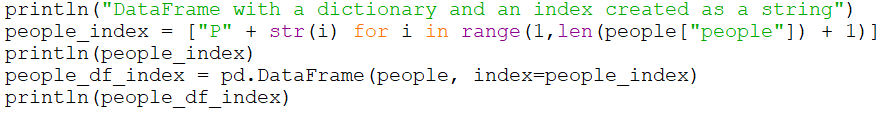 println("DataFrame with a dictionary and an index created as a string")
people_index = ["P" + str(i) for i in range(1,len(people["people"]) + 1)]
println(people_index)
people_df_index = pd.DataFrame(people, index=people_index)
println(people_df_index)